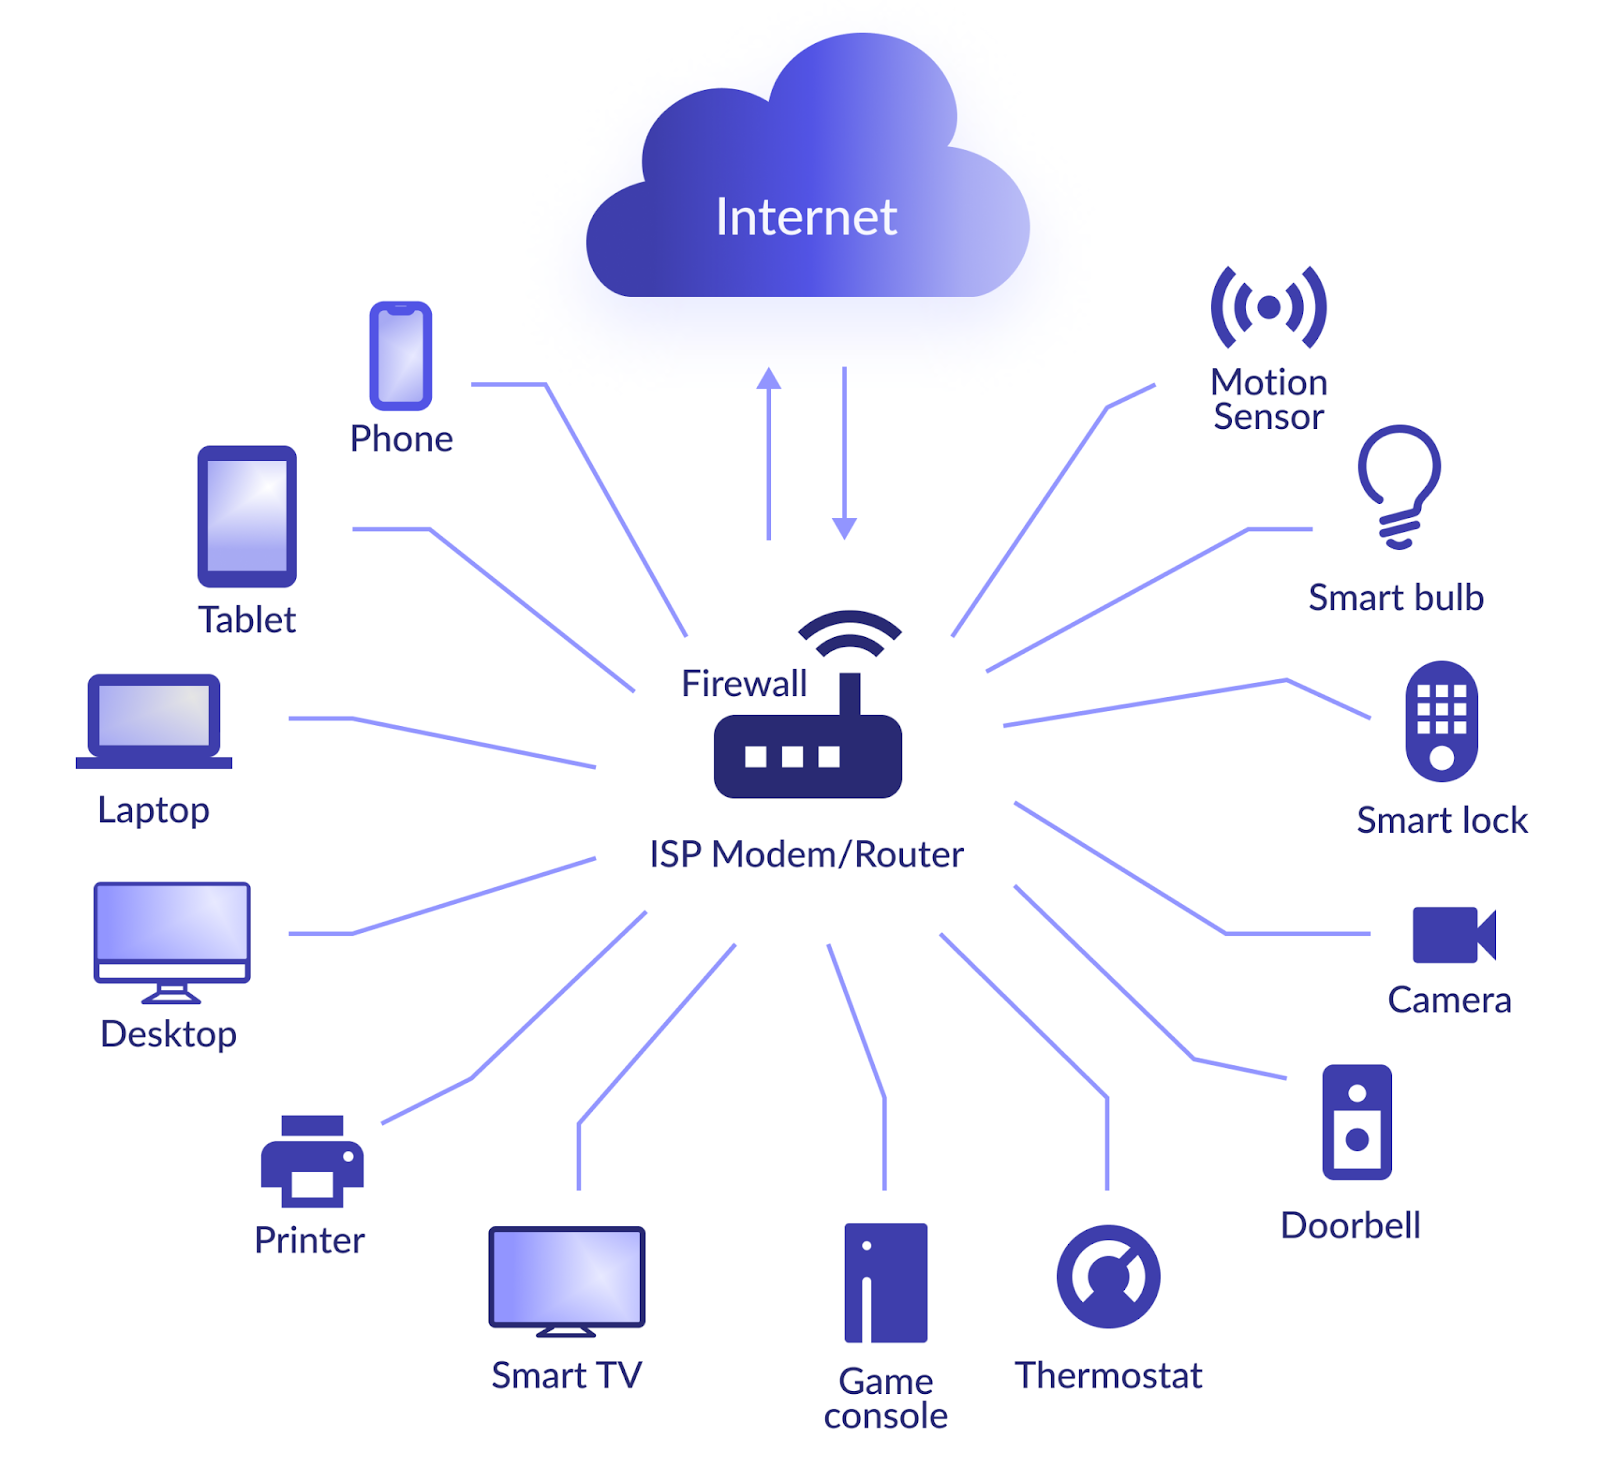 Internet
Phone
Motion
Sensor
Tablet
Smart bulb
Firewall
Laptop
Smart lock
ISP Modem/Router
Desktop
Camera
Printer
Doorbell
Smart TV
Game
console
Thermostat